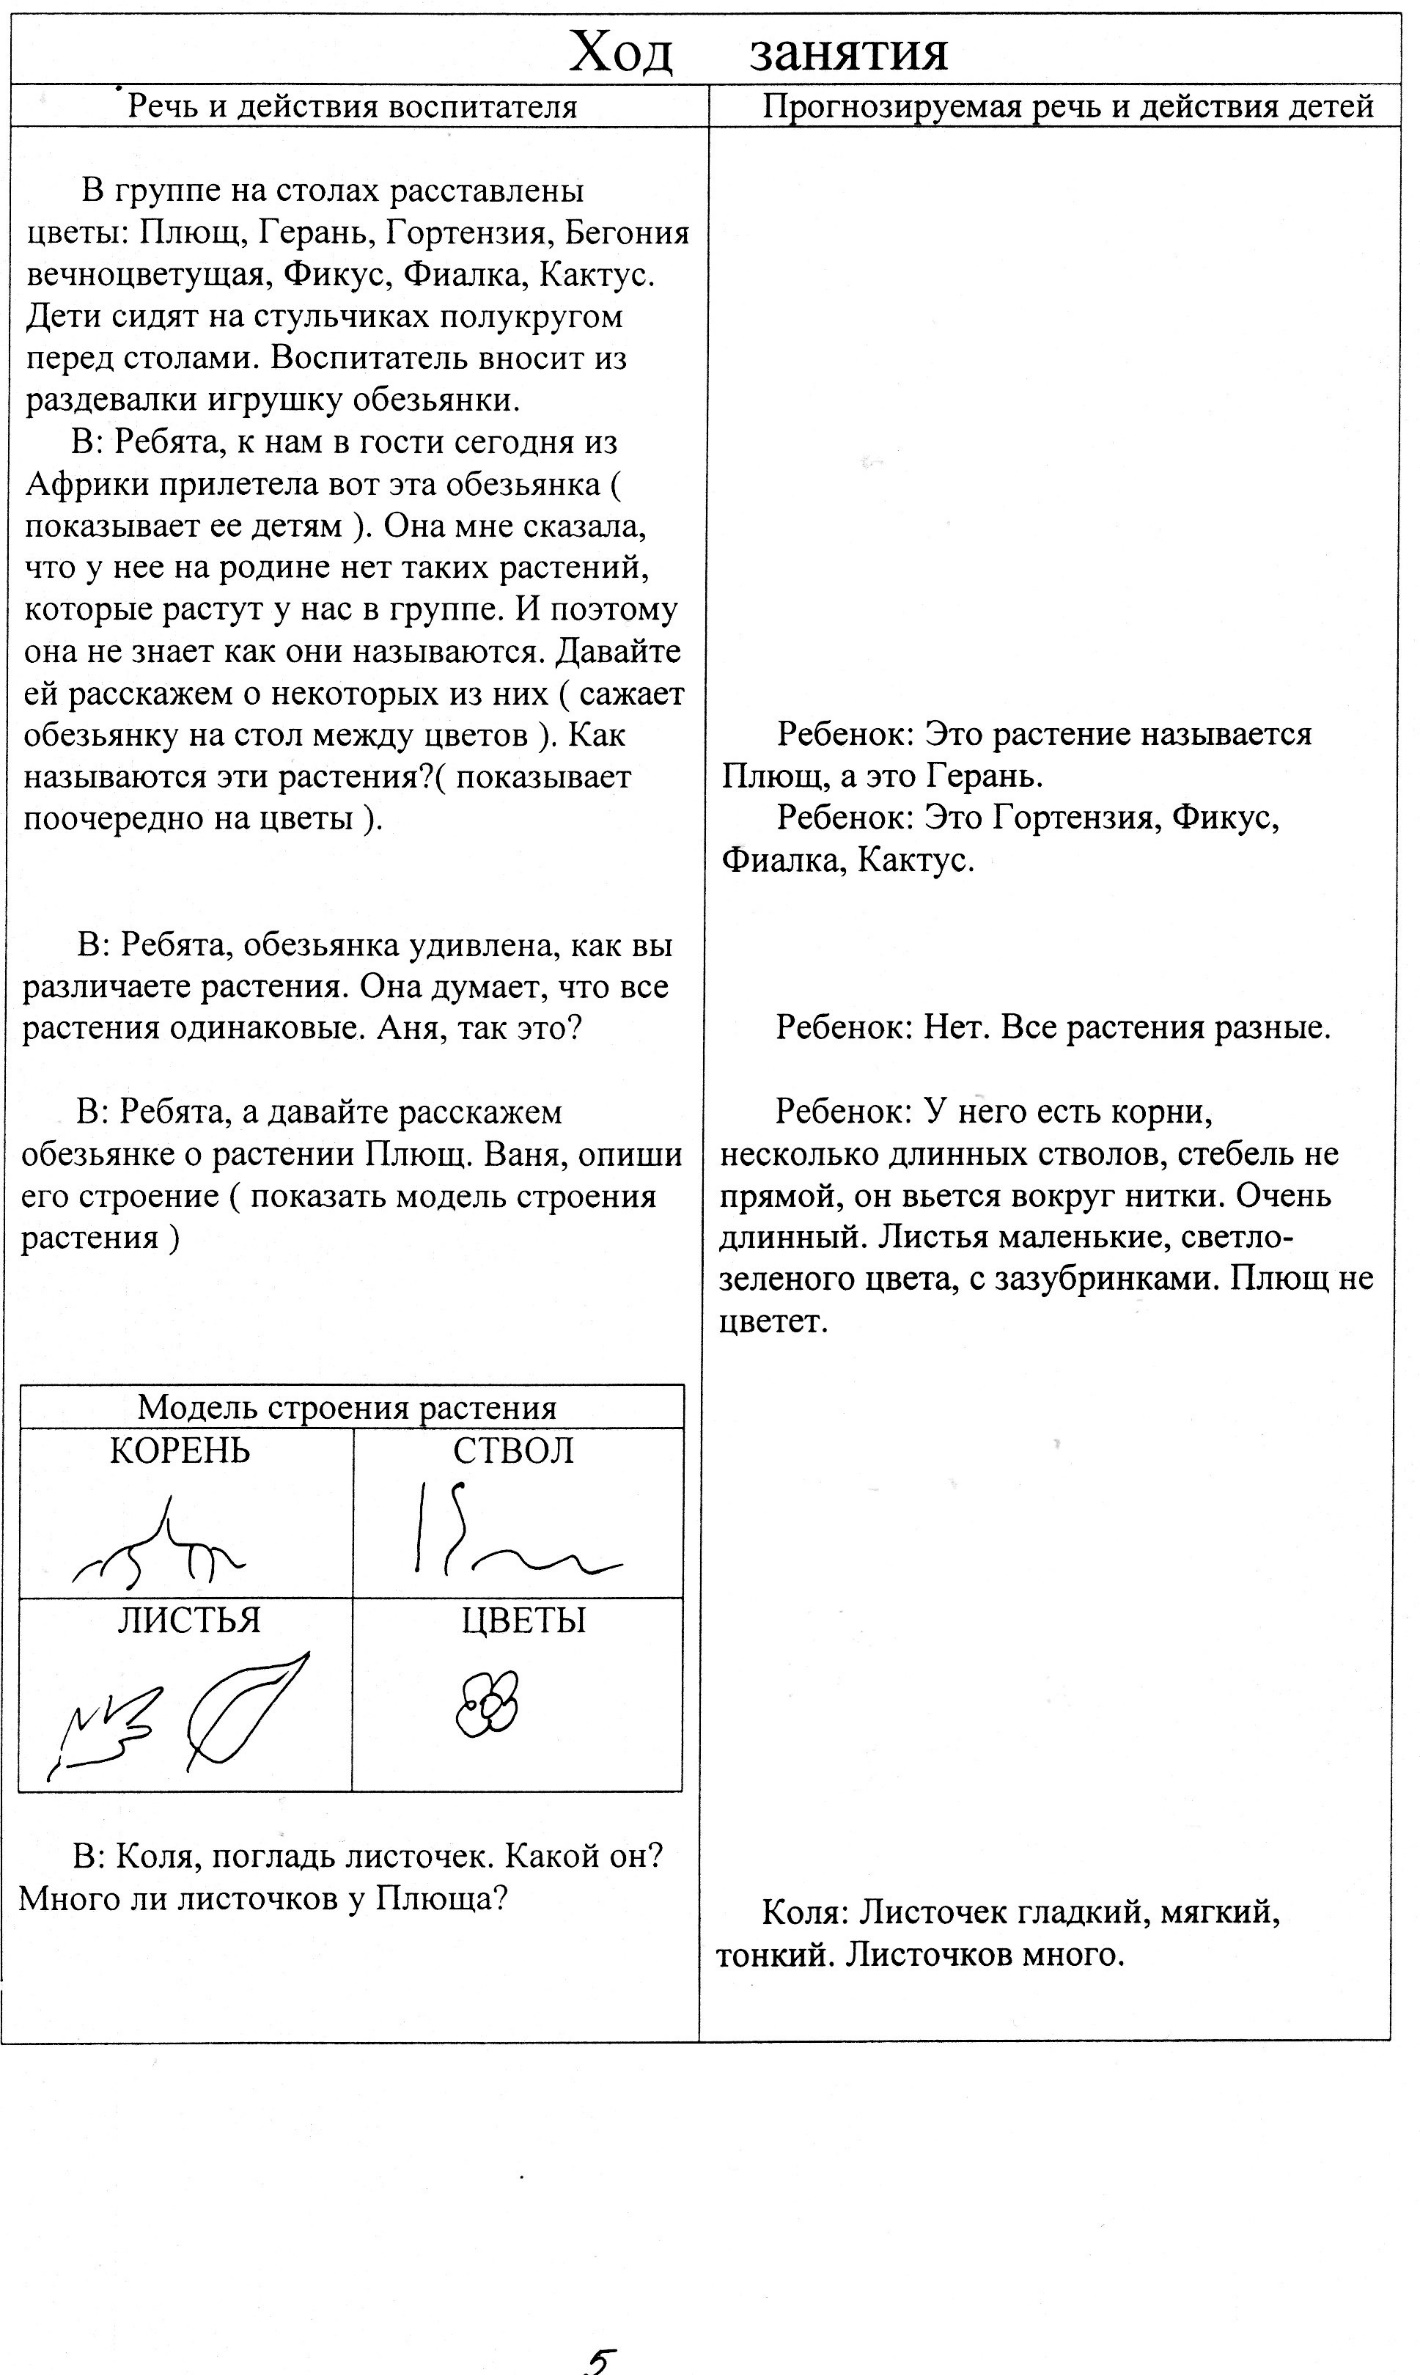 Ход занятия
Речь и действия воспитателя
Прогнозируемая речь и действия детей
В группе на столах расставлены
цветы: Плющ, Герань, Гортензия, Бегония
вечноцветущая, Фикус, Фиалка, Кактус.
Дети сидят на стульчиках полукругом
перед столами. Воспитатель вносит из
раздевалки игрушку обезьянки.
В: Ребята, к нам в гости сегодня из
Африки прилетела вот эта обезьянка (
показывает ее детям ). Она мне сказала,
что у нее на родине нет таких растений,
которые растут у нас в группе. И поэтому
она не знает как они называются. Давайте
ей расскажем о некоторых из них ( сажает
обезьянку на стол между цветов ). Как
называются эти растения?( показывает
поочередно на цветы ).
Ребенок: Это растение называется
Плющ, а это Герань.
Ребенок: Это Гортензия, Фикус,
Фиалка, Кактус.
В: Ребята, обезьянка удивлена, как вы
различаете растения. Она думает, что все
растения одинаковые. Аня, так это?
Ребенок: Нет. Все растения разные.
В: Ребята, а давайте расскажем
обезьянке о растении Плющ. Ваня, опиши
его строение ( показать модель строения
растения )
Ребенок: У него есть корни,
несколько длинных стволов, стебель не
прямой, он вьется вокруг нитки. Очень
длинный. Листья маленькие, светло-
зеленого цвета, с зазубринками. Плющ не
цветет.
Модель строения растения
КОРЕНЬ
СТВОЛ
ЛИСТЬЯ
ЦВЕТЫ
В: Коля, погладь листочек. Какой он?
Много ли листочков у Плюща?
Коля: Листочек гладкий, мягкий,
тонкий. Листочков много.
5